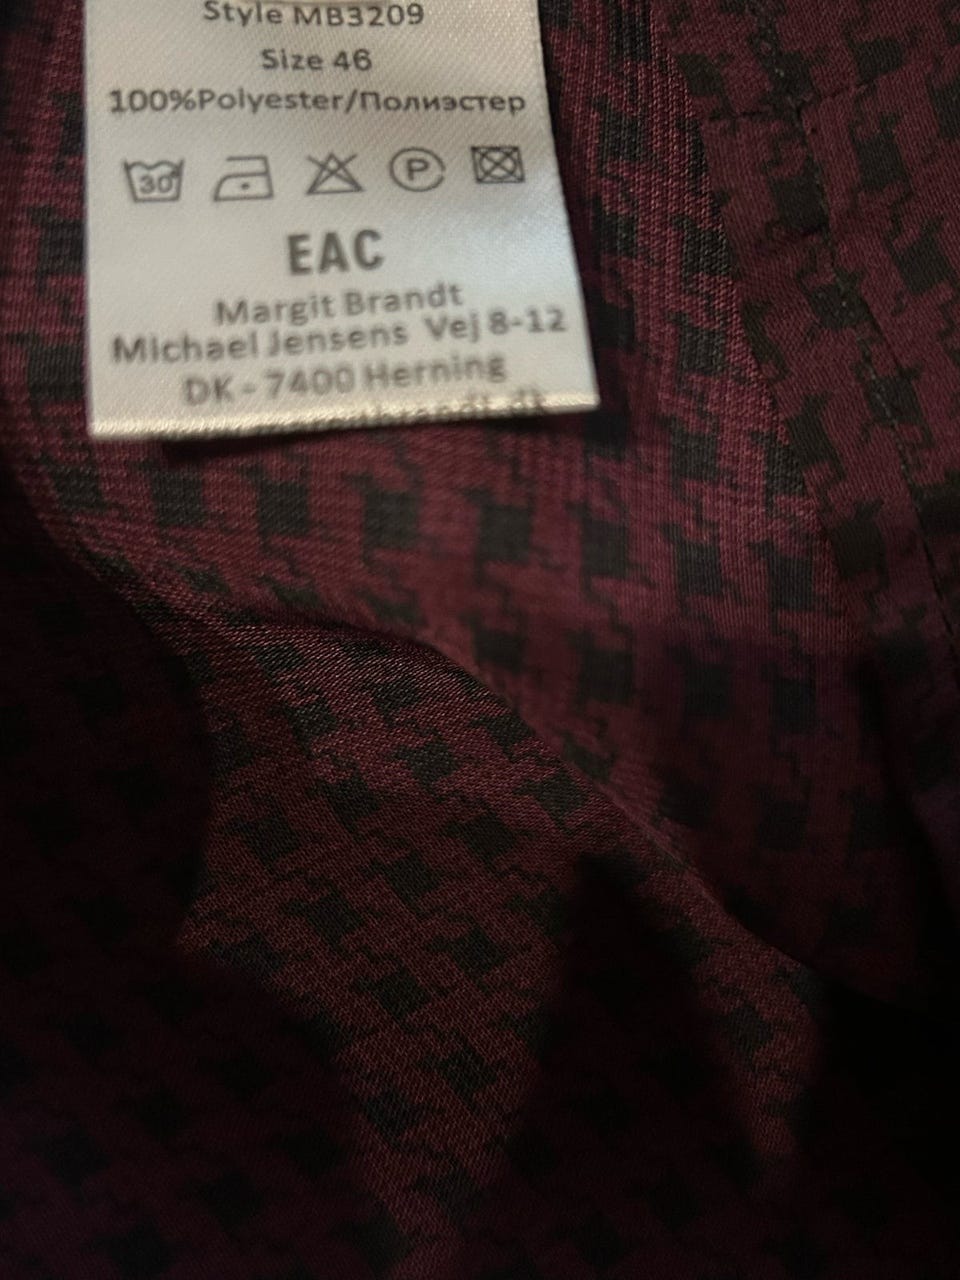 Style MB3209
Size 46
100%Polyester/Полиэстер
30 P
EAC
Margit Brandt
Michael Jensens Vej 8-12
DK - 7400 Herning